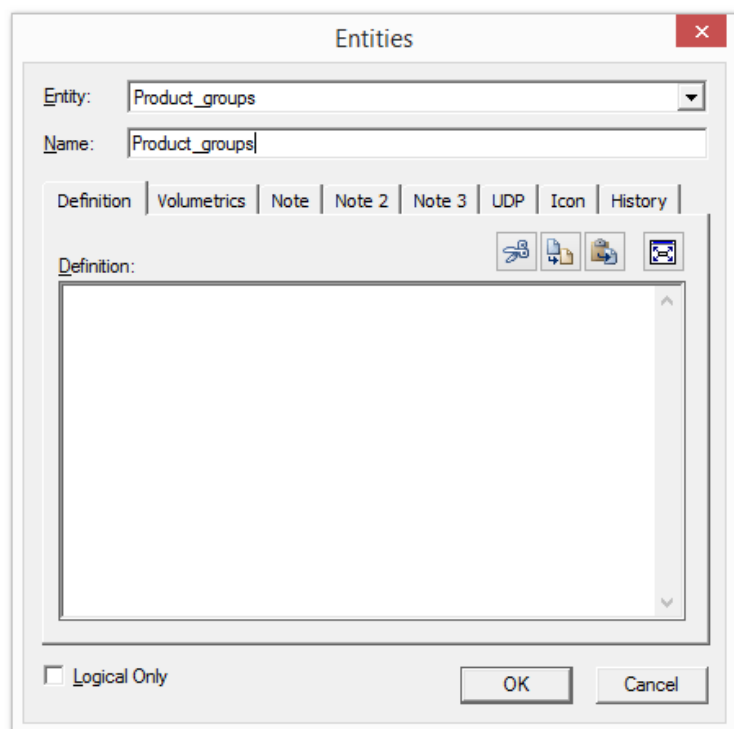 Entities
Entity: Product_groups
Name: Product_groups
Definition Volumetrics Note Note 2 Note 3 UDP Icon History
Definition:
Logical Only OK Cancel